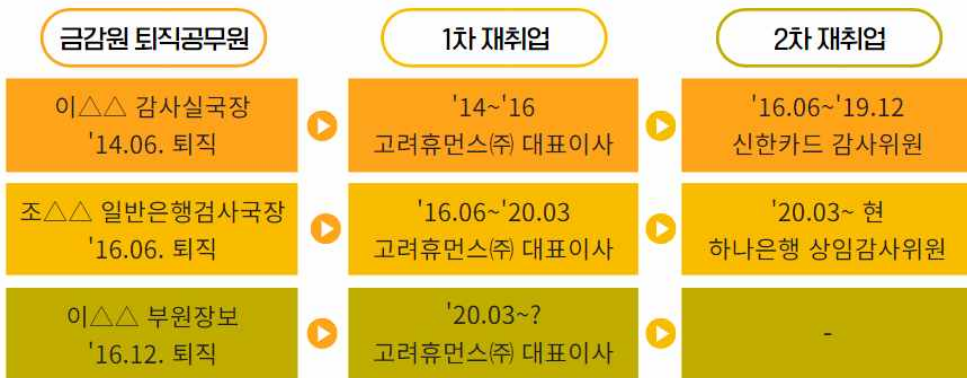 금감원 퇴직공무원
1차 재취업
2차 재취업
이△△ 감사실국장
'14.06. 퇴직
'14~'16
고려휴먼스㈜ 대표이사
'16.06~'19.12
신한카드 감사위원
조△△ 일반은행검사국장
'16.06. 퇴직
'16.06~'20.03
고려휴먼스㈜ 대표이사
'20.03~ 현
하나은행 상임감사위원
이△△ 부원장보
'16.12. 퇴직
'20.03~?
고려휴먼스㈜ 대표이사
-